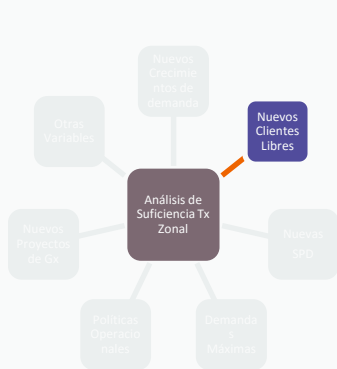 Nuevos
Crecimie
ntos de
demanda
Nuevos
Clientes
Libres
Otras
Variables
Análisis de
Suficiencia Tx
Zonal
Nuevos
Proyectos
de Gx
Nuevas
SPD
Políticas
Operacio
nales
Demanda
s
Máximas